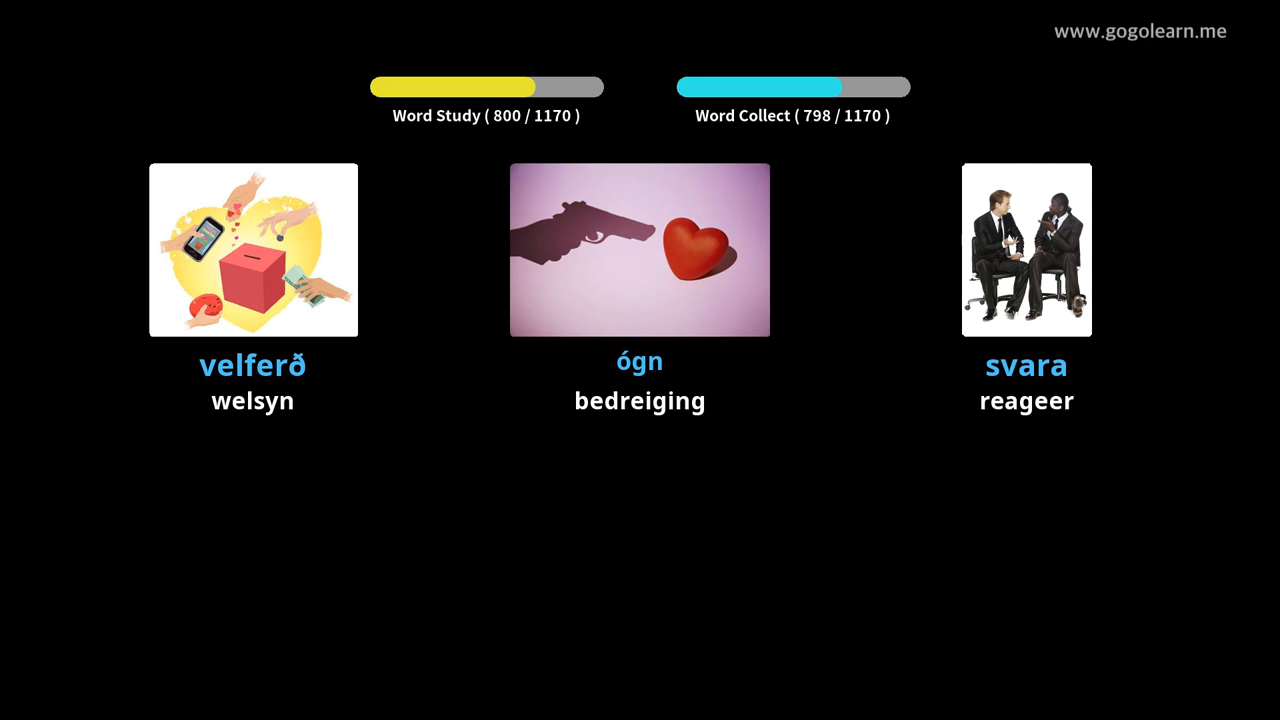 www.gogolearn.me
Word Study ( 800 / 1170 )
Word Collect ( 798 / 1170 )
velferð
welsyn
ógn
bedreiging
svara
reageer